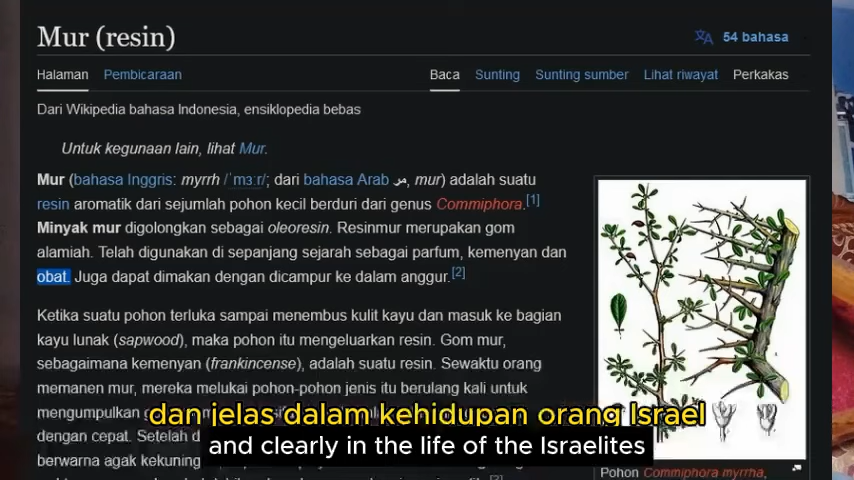 Mur (resin)
54 bahasa
Halaman Pembicaraan Baca Sunting Sunting sumber Lihat riwayat Perkakas
Dari Wikipedia bahasa Indonesia, ensiklopedia bebas
Untuk kegunaan lain, lihat Mur.
Mur (bahasa Inggris: myrrh /ˈmɜːr/; dari bahasa Arab مر, mur) adalah suatu
resin aromatik dari sejumlah pohon kecil berduri dari genus Commiphora.[1]
Minyak mur digolongkan sebagai oleoresin. Resinmur merupakan gom
alamiah. Telah digunakan di sepanjang sejarah sebagai parfum, kemenyan dan
obat. Juga dapat dimakan dengan dicampur ke dalam anggur.[2]
Ketika suatu pohon terluka sampai menembus kulit kayu dan masuk ke bagian
kayu lunak (sapwood), maka pohon itu mengeluarkan resin. Gom mur,
sebagaimana kemenyan (frankincense), adalah suatu resin. Sewaktu orang
memanen mur, mereka melukai pohon-pohon jenis itu berulang kali untuk
mengumpulkan
dengan cepat. Setelah
berwarna agak kekuning
dan jelas dalam kehidupan orang Israel
and clearly in the life of the Israelites
Pohon Commiphora myrrha,